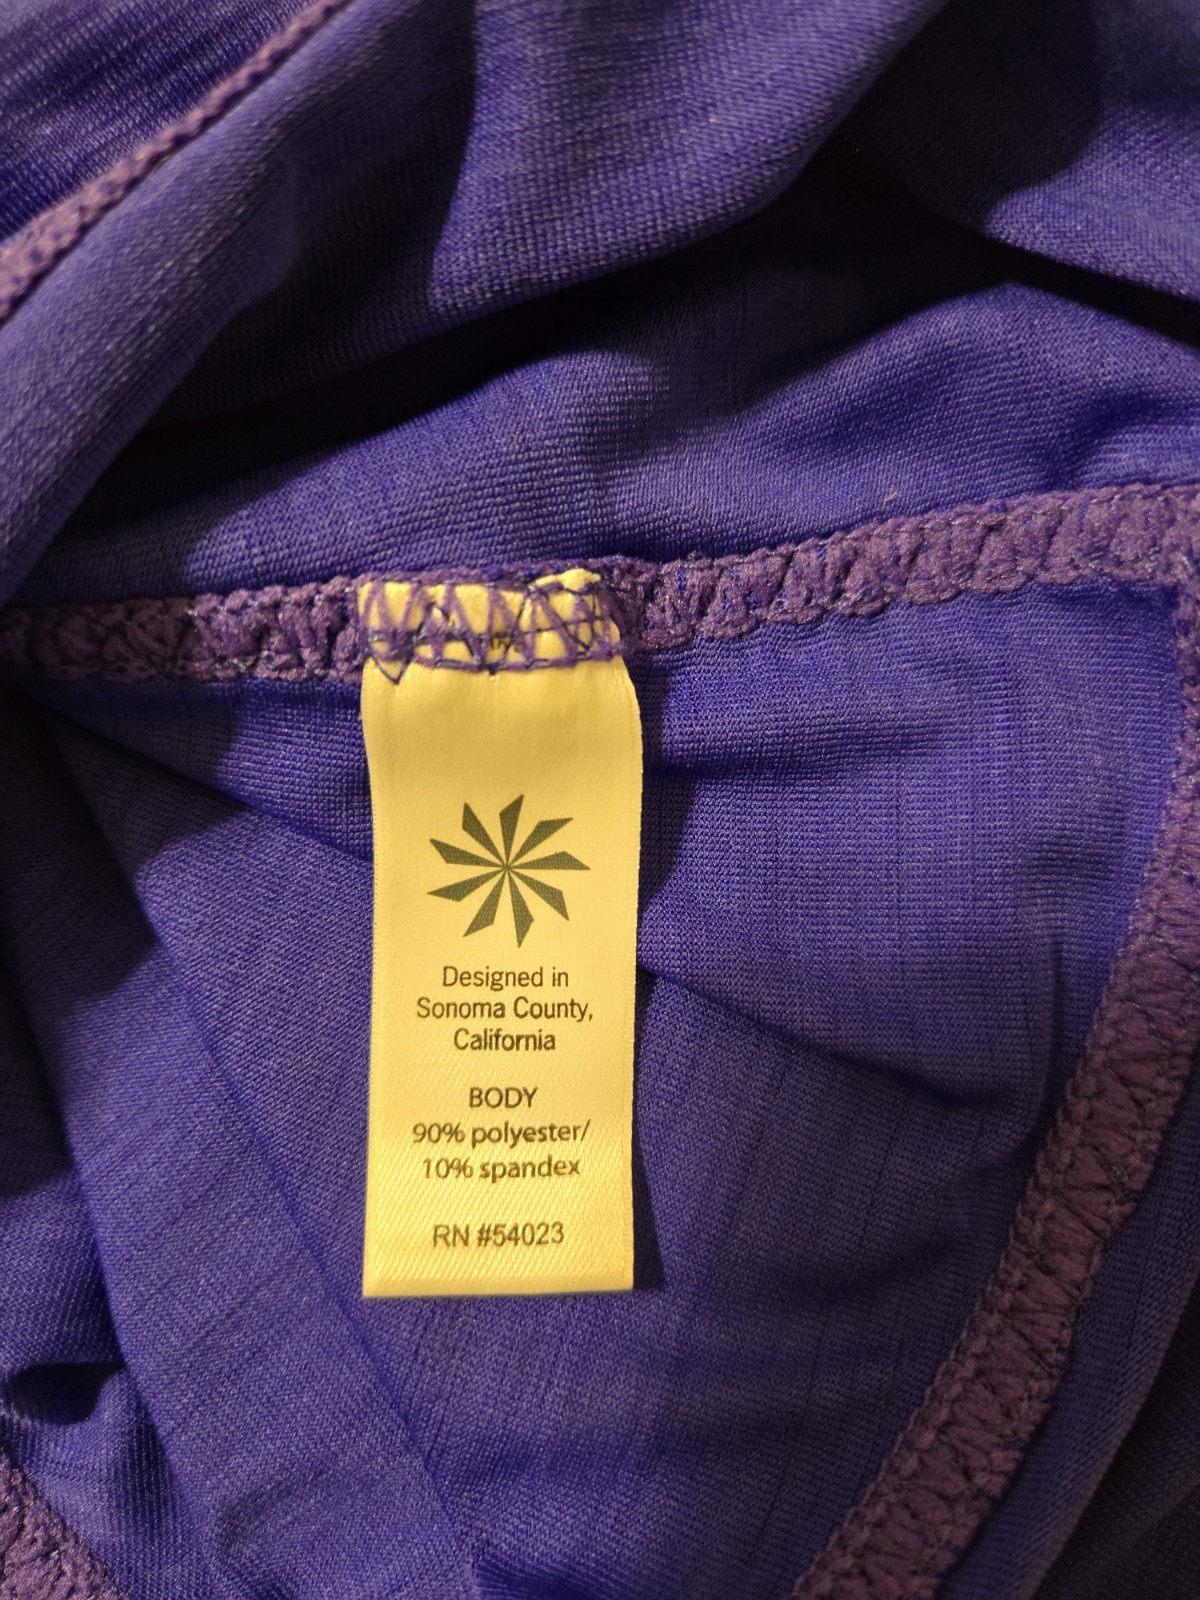 Designed in
Sonoma County,
California
BODY
90% polyester/
10% spandex
RN #54023